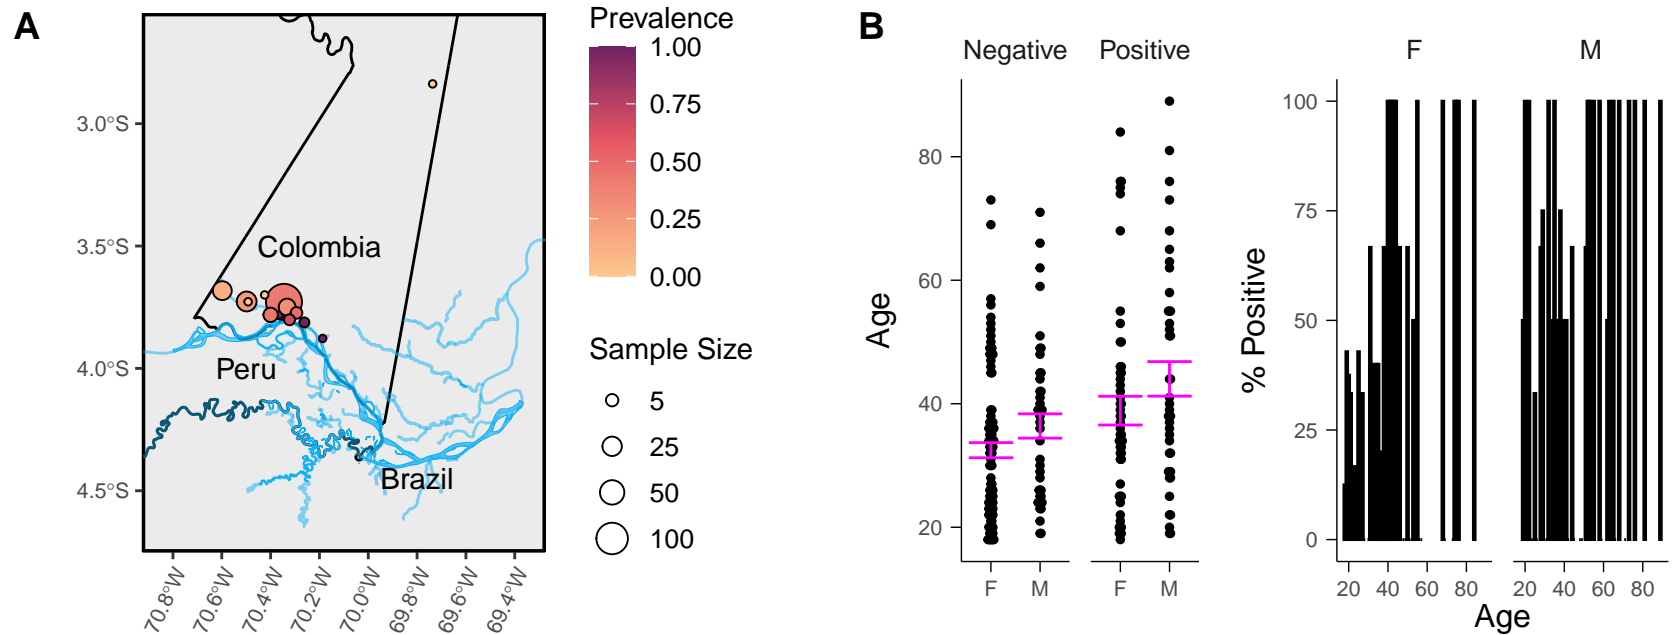 A
3.0°S
3.5°S
4.0°S
4.5°S
70.8°W
70.6°W
70.4°W
70.2°W
70.0°W
69.8°W
69.6°W
69.4°W
Colombia
Peru
Brazil
Prevalence
1.00
0.75
0.50
0.25
0.00
Sample Size
5
25
50
100
B
Negative
Positive
Age
80
60
40
20
F
M
F
M
F
M
% Positive
100
75
50
25
0
20
40
60
80
20
40
60
80
Age